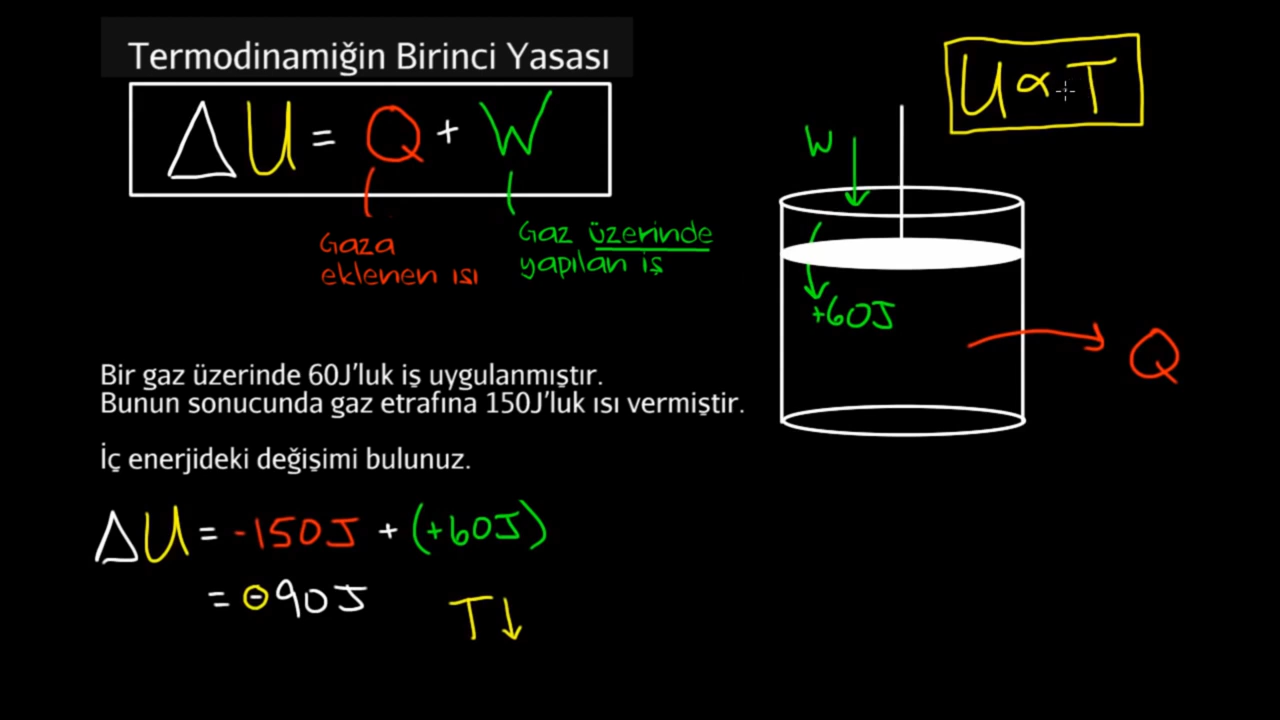 Termodinamiğin Birinci Yasası
ΔU = Q + W
Gaza
eklenen ısı
Gaz üzerinde
yapılan iş
Bir gaz üzerinde 60J’luk iş uygulanmıştır.
Bunun sonucunda gaz etrafına 150J’luk ısı vermiştir.
İç enerjideki değişimi bulunuz.
ΔU = -150J + (+60J)
= -90J
T↓
U ∝ T
W
+60J
Q